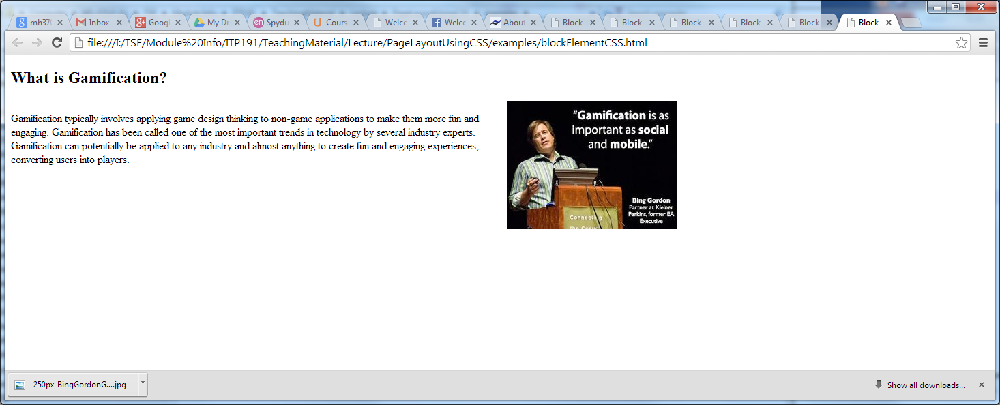 mh37
Inbox
Googl
My Dr
Spydu
Cours
Welco
Welco
About
Block
Block
Block
Block
Block
Block
file:///I:/TSF/Module%20Info/ITP191/TeachingMaterial/Lecture/PageLayoutUsingCSS/examples/blockElementCSS.html
What is Gamification?
Gamification typically involves applying game design thinking to non-game applications to make them more fun and
engaging. Gamification has been called one of the most important trends in technology by several industry experts.
Gamification can potentially be applied to any industry and almost anything to create fun and engaging experiences,
converting users into players.
“Gamification is as
important as social
and mobile.”
Bing Gordon
Partner at Kleiner
Perkins, former EA
Executive
Connecting
the Casual
250px-BingGordonG....jpg
Show all downloads...